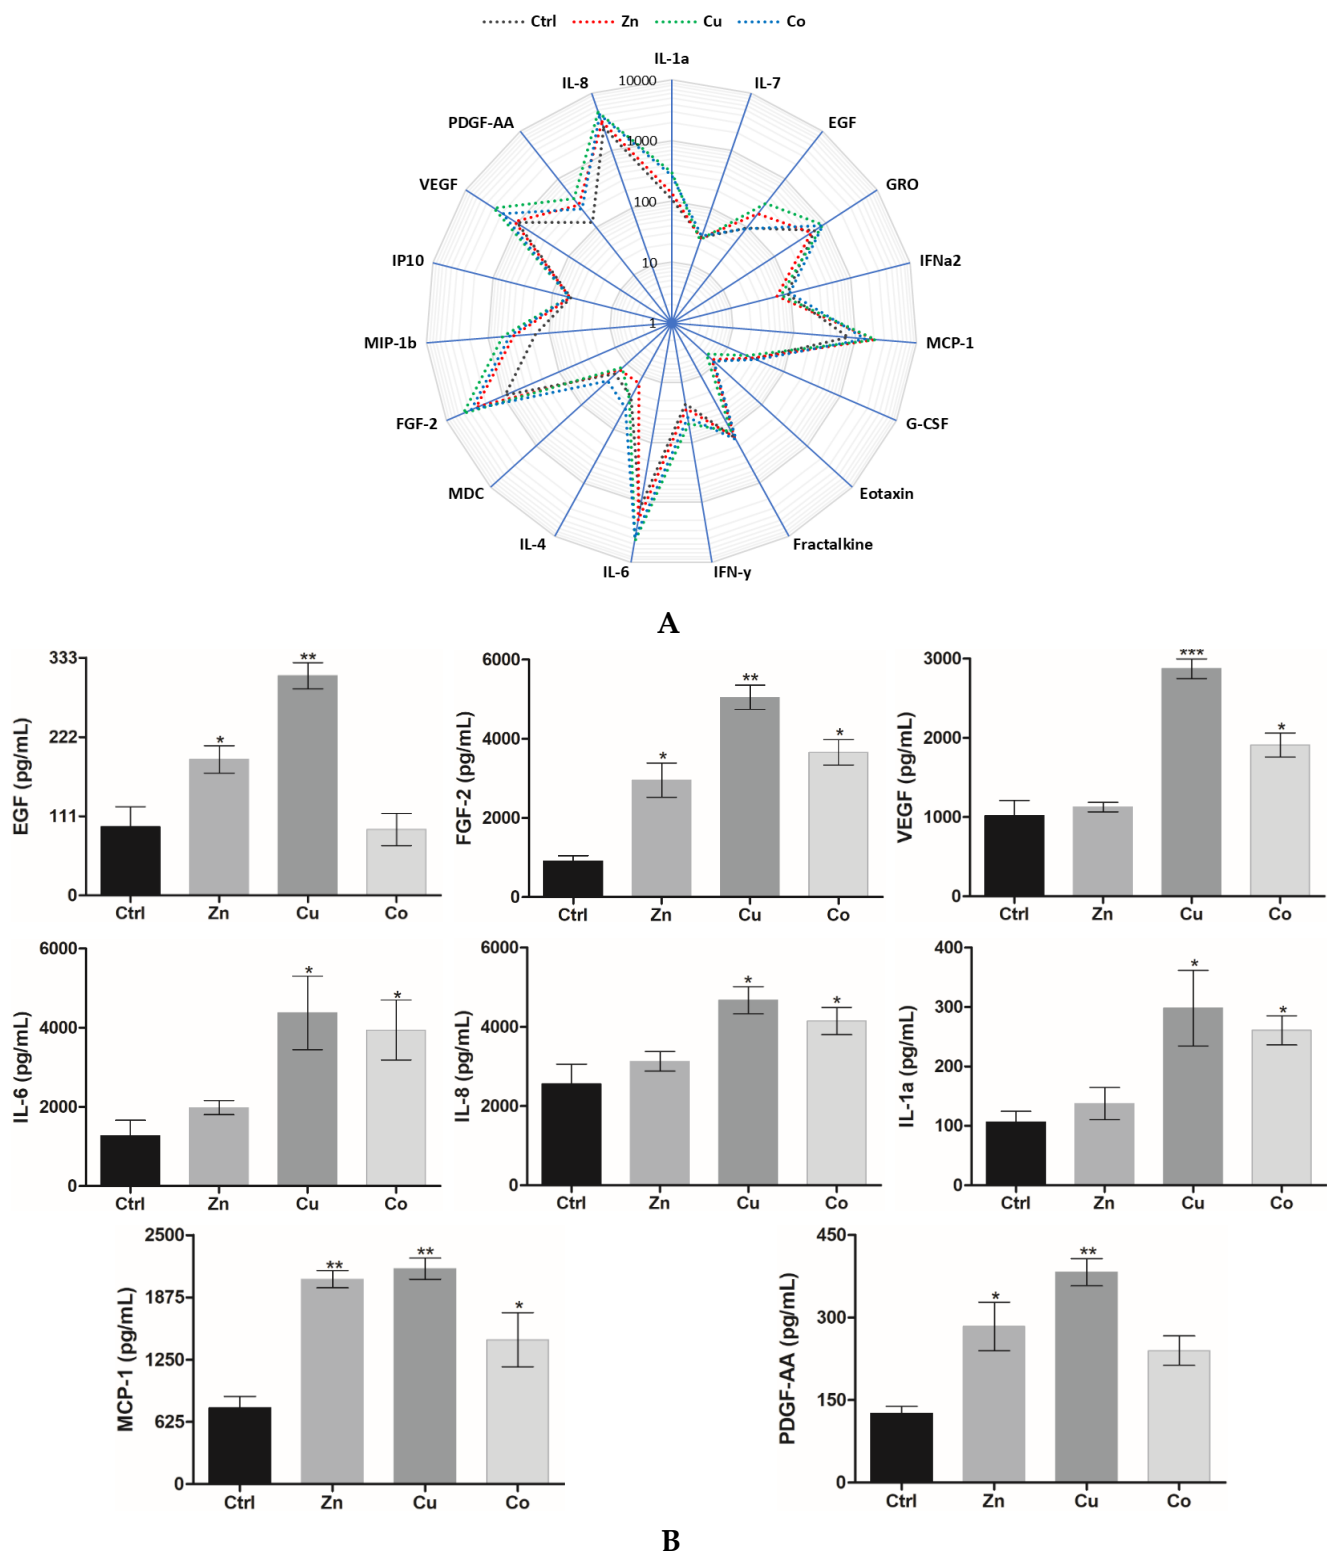 Ctrl Zn Cu Co
IL-1a
10000
IL-8
IL-7
PDGF-AA
EGF
1000
VEGF
GRO
100
IP10
IFNa2
10
1
MIP-1b
MCP-1
FGF-2
G-CSF
MDC
Eotaxin
IL-4
Fractalkine
IL-6
IFN-y
A
EGF (pg/mL)
333
222
111
0
* **
Ctrl Zn Cu Co
FGF-2 (pg/mL)
6000
4000
2000
0
* ** *
Ctrl Zn Cu Co
VEGF (pg/mL)
3000
2000
1000
0
*** *
Ctrl Zn Cu Co
IL-6 (pg/mL)
6000
4000
2000
0
* *
Ctrl Zn Cu Co
IL-8 (pg/mL)
6000
4000
2000
0
* *
Ctrl Zn Cu Co
IL-1a (pg/mL)
400
300
200
100
0
* *
Ctrl Zn Cu Co
MCP-1 (pg/mL)
2500
1875
1250
625
0
** ** *
Ctrl Zn Cu Co
PDGF-AA (pg/mL)
450
300
150
0
* **
Ctrl Zn Cu Co
B